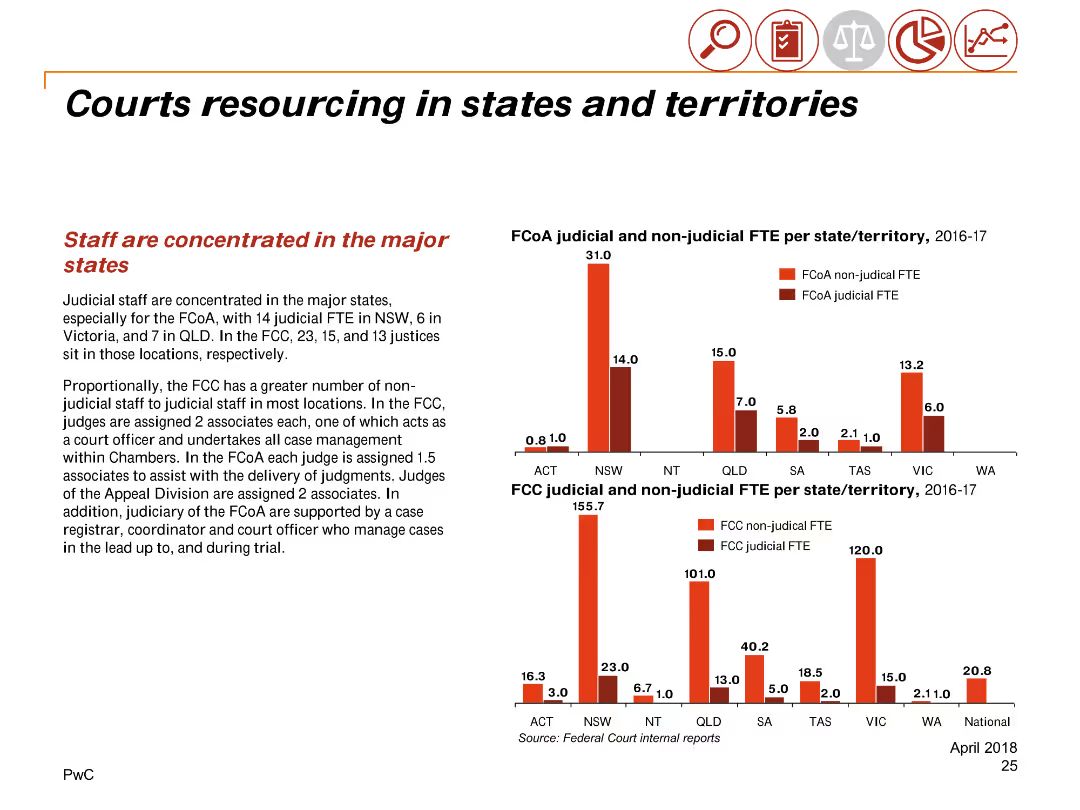 Courts resourcing in states and territories
Staff are concentrated in the major
states
Judicial staff are concentrated in the major states,
especially for the FCoA, with 14 judicial FTE in NSW, 6 in
Victoria, and 7 in QLD. In the FCC, 23, 15, and 13 justices
sit in those locations, respectively.
Proportionally, the FCC has a greater number of non-
judicial staff to judicial staff in most locations. In the FCC,
judges are assigned 2 associates each, one of which acts as
a court officer and undertakes all case management
within Chambers. In the FCoA each judge is assigned 1.5
associates to assist with the delivery of judgments. Judges
of the Appeal Division are assigned 2 associates. In
addition, judiciary of the FCoA are supported by a case
registrar, coordinator and court officer who manage cases
in the lead up to, and during trial.
FCoA judicial and non-judicial FTE per state/territory, 2016-17
31.0
FCoA non-judical FTE
FCoA judicial FTE
14.0
15.0
13.2
7.0
5.8
6.0
0.8 1.0
2.0
2.1 1.0
ACT NSW NT QLD SA TAS VIC WA
FCC judicial and non-judicial FTE per state/territory, 2016-17
155.7
FCC non-judical FTE
FCC judicial FTE
120.0
101.0
40.2
16.3
23.0
18.5
20.8
3.0
6.7 1.0
13.0
5.0
2.0
15.0
2.1 1.0
ACT NSW NT QLD SA TAS VIC WA National
Source: Federal Court internal reports
April 2018
25
PwC